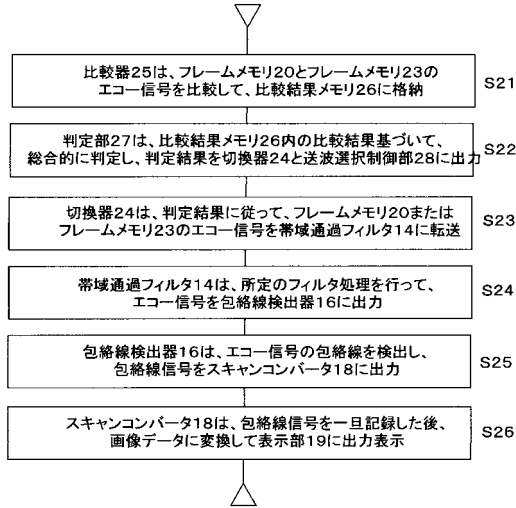 比較器25は、フレームメモリ20とフレームメモリ23の
エコー信号を比較して、比較結果メモリ26に格納
S21
判定部27は、比較結果メモリ26内の比較結果基づいて、
総合的に判定し、判定結果を切換器24と送波選択制御部28に出力
S22
切換器24は、判定結果に従って、フレームメモリ20または
フレームメモリ23のエコー信号を帯域通過フィルタ14に転送
S23
帯域通過フィルタ14は、所定のフィルタ処理を行って、
エコー信号を包絡線検出器16に出力
S24
包絡線検出器16は、エコー信号の包絡線を検出し、
包絡線信号をスキャンコンバータ18に出力
S25
スキャンコンバータ18は、包絡線信号を一旦記録した後、
画像データに変換して表示部19に出力表示
S26